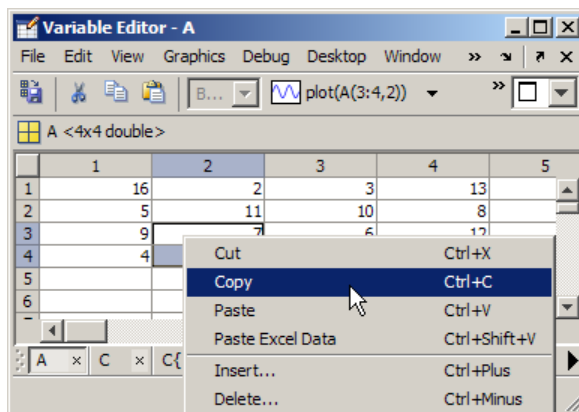 Variable Editor - A
File Edit View Graphics Debug Desktop Window »
B... plot(A(3:4,2)) »
A <4x4 double>
1 2 3 4 5
1 16 2 3 13
2 5 11 10 8
3 9 7 6 12
4 4
5
6
Cut Ctrl+X
Copy Ctrl+C
Paste Ctrl+V
Paste Excel Data Ctrl+Shift+V
A × C × C{
Insert... Ctrl+Plus
Delete... Ctrl+Minus